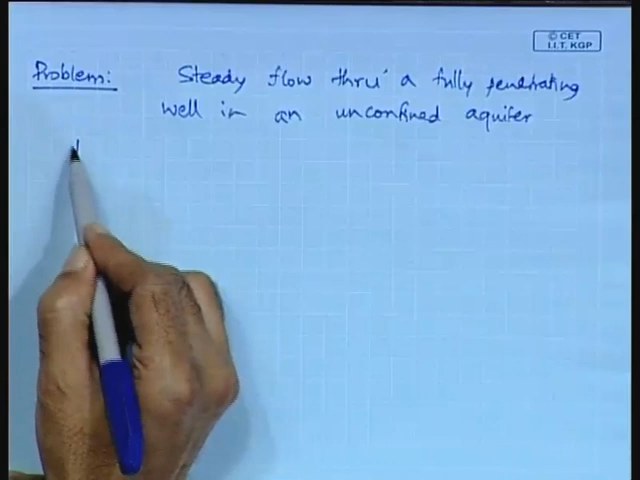 © CET
I.I.T. KGP
Problem: Steady flow thru' a fully penetrating
well in an unconfined aquifer